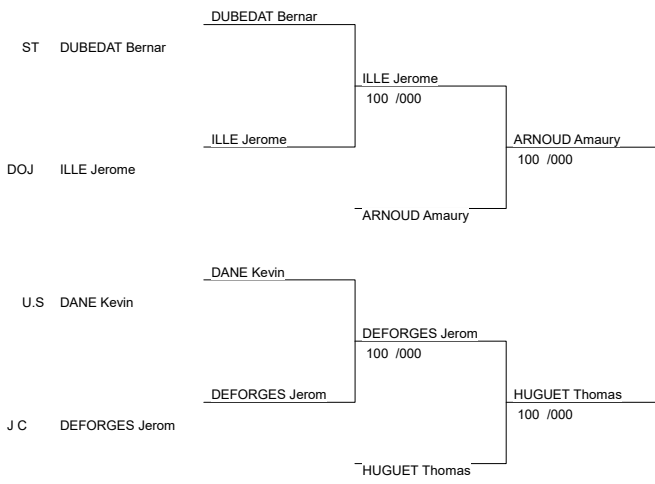 DUBEDAT Bernar
ST DUBEDAT Bernar
ILLE Jerome
100 /000
ILLE Jerome
ARNOUD Amaury
100 /000
DOJ ILLE Jerome
ARNOUD Amaury
DANE Kevin
U.S DANE Kevin
DEFORGES Jerom
100 /000
DEFORGES Jerom
HUGUET Thomas
100 /000
J C DEFORGES Jerom
HUGUET Thomas